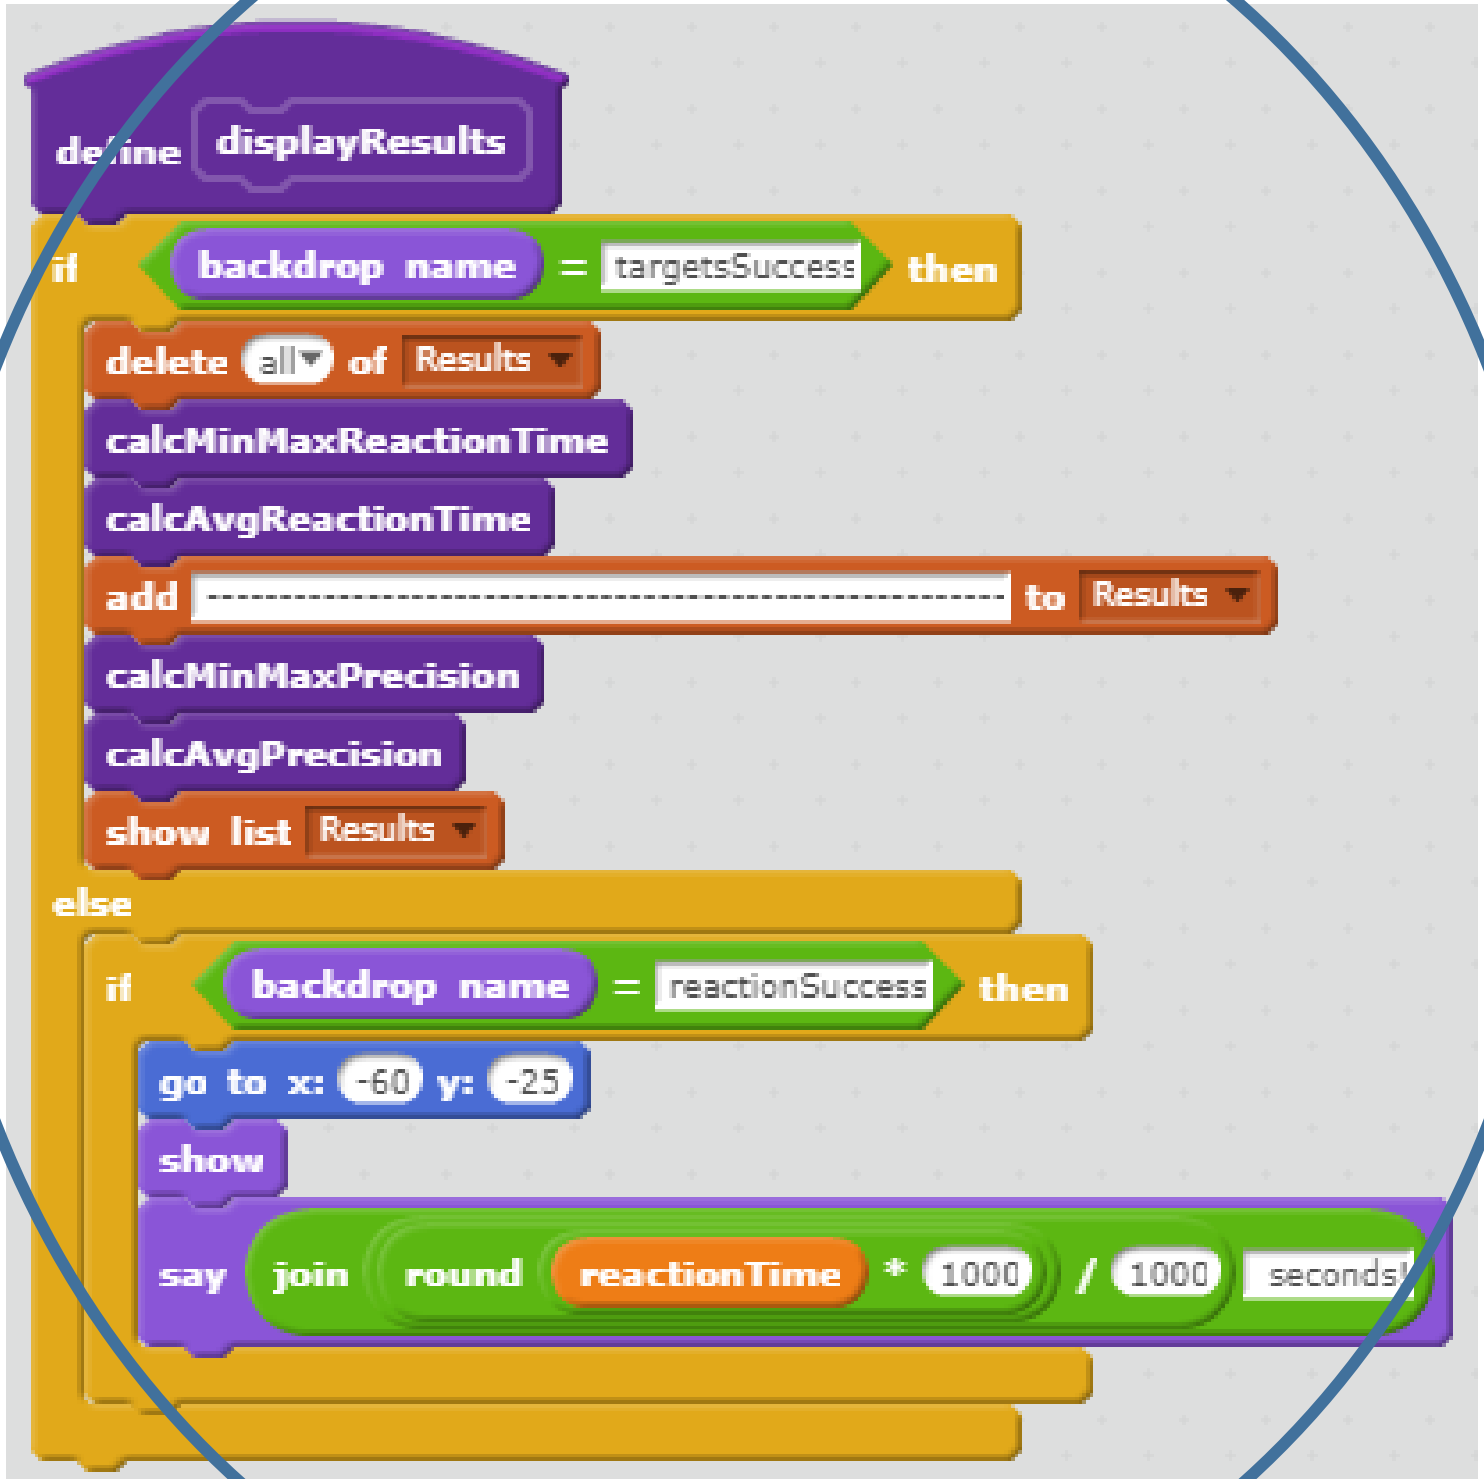 define displayResults
if backdrop name = targetsSuccess then
delete all of Results
calcMinMaxReactionTime
calcAvgReactionTime
add ------------------------------------------------------- to Results
calcMinMaxPrecision
calcAvgPrecision
show list Results
else
if backdrop name = reactionSuccess then
go to x: -60 y: -25
show
say join round reactionTime * 1000 / 1000 seconds!